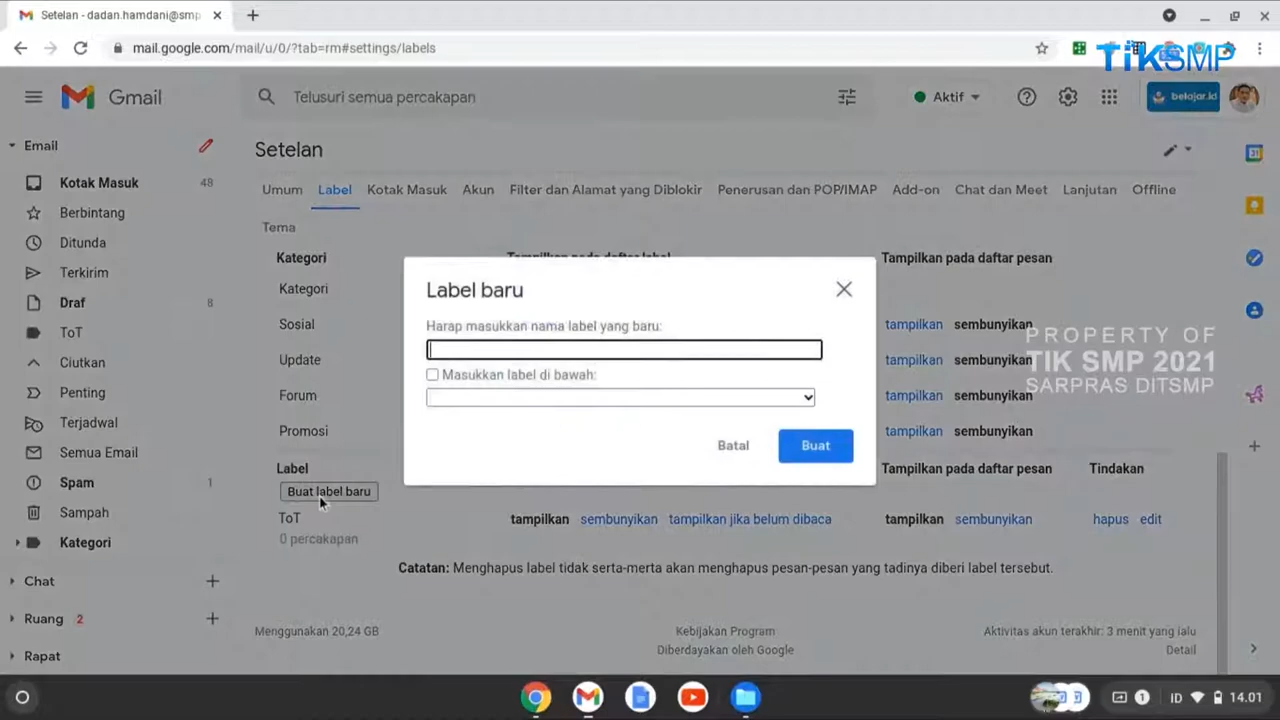 Setelan - dadan.hamdani@smp
mail.google.com/mail/u/0/?tab=rm#settings/labels
TikSMP
Gmail
Telusuri semua percakapan
Aktif
belajar.id
Email
Setelan
Kotak Masuk 48
Umum Label Kotak Masuk Akun Filter dan Alamat yang Diblokir Penerusan dan POP/IMAP Add-on Chat dan Meet Lanjutan Offline
Berbintang
Tema
Ditunda
Kategori Tampilkan pada daftar label Tampilkan pada daftar pesan
Terkirim
Kategori
Label baru
Draf 8
Sosial tampilkan sembunyikan
Harap masukkan nama label yang baru:
ToT
PROPERTY OF
TIK SMP 2021
SARPRAS DITSMP
Ciutkan
Update tampilkan sembunyikan
Masukkan label di bawah:
Penting
Forum tampilkan sembunyikan
Terjadwal
Promosi tampilkan sembunyikan
Batal Buat
Semua Email
Label Tampilkan pada daftar pesan Tindakan
Spam 1
Buat label baru
Sampah
ToT tampilkan sembunyikan tampilkan jika belum dibaca tampilkan sembunyikan hapus edit
0 percakapan
Kategori
Catatan: Menghapus label tidak serta-merta akan menghapus pesan-pesan yang tadinya diberi label tersebut.
Chat
Ruang 2
Menggunakan 20,24 GB Kebijakan Program Aktivitas akun terakhir: 3 menit yang lalu
Diberdayakan oleh Google Detail
Rapat
1 ID 14.01